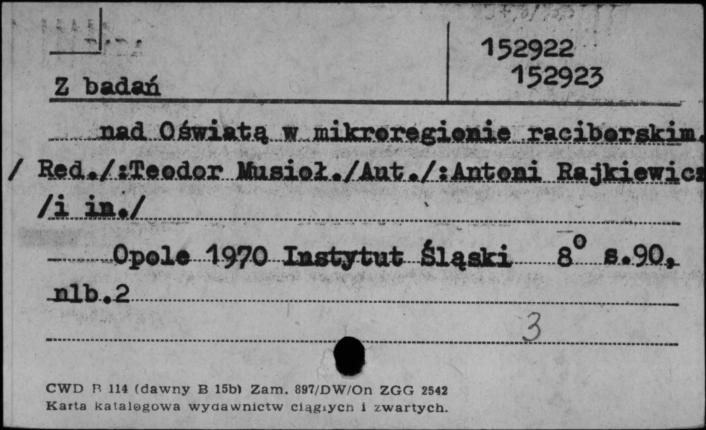 152922
152923
Z badań
nad Oświatą w mikroregionie raciborskim.
/ Red./:Teodor Musioł./Aut./:Antoni Rajkiewicz
/i in./
Opole 1970 Instytut Śląski 8° s.90,
nlb.2
3
CWD B 114 (dawny B 15b) Zam. 897/DW/On ZGG 2542
Karta katalogowa wydawnictw ciągłych i zwartych.